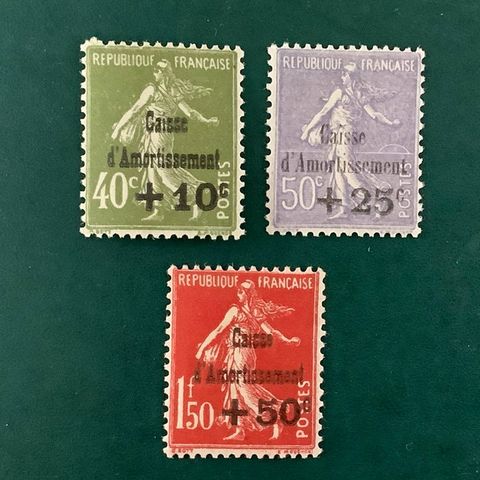 REPUBLIQUE FRANÇAISE
Caisse
d'Amortissement
40c
+10c
POSTES
REPUBLIQUE FRANÇAISE
Caisse
d'Amortissement
50c
+25c
POSTES
REPUBLIQUE FRANÇAISE
Caisse
d'Amortissement
1f50
+50c
POSTES